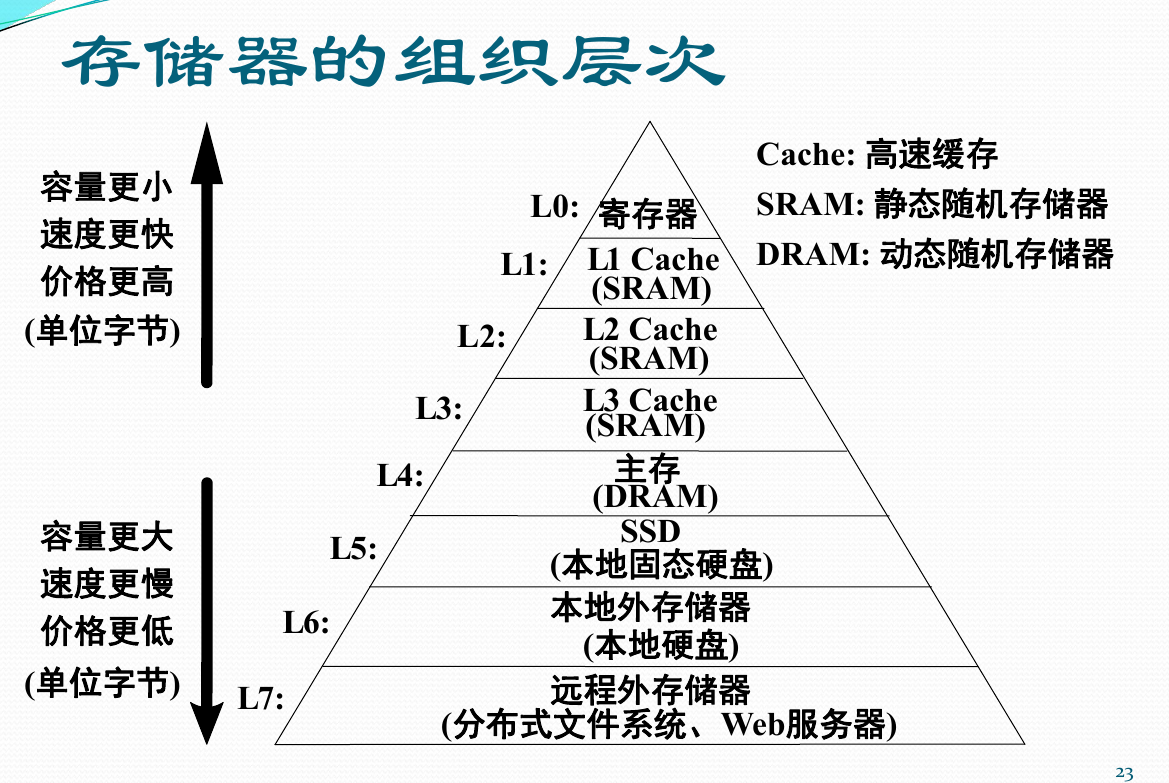 存储器的组织层次
容量更小
速度更快
价格更高
(单位字节)
容量更大
速度更慢
价格更低
(单位字节)
L0: 寄存器
L1: L1 Cache
(SRAM)
L2: L2 Cache
(SRAM)
L3: L3 Cache
(SRAM)
L4: 主存
(DRAM)
L5: SSD
(本地固态硬盘)
L6: 本地外存储器
(本地硬盘)
L7: 远程外存储器
(分布式文件系统、Web服务器)
Cache: 高速缓存
SRAM: 静态随机存储器
DRAM: 动态随机存储器
23